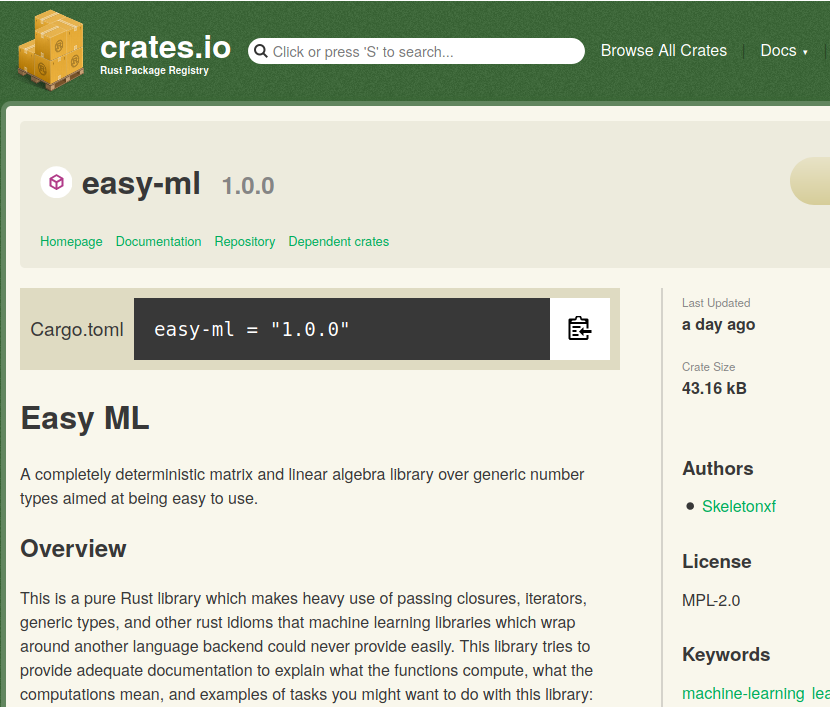 crates.io
Rust Package Registry
Click or press 'S' to search...
Browse All Crates
Docs
easy-ml 1.0.0
Homepage Documentation Repository Dependent crates
Cargo.toml
easy-ml = "1.0.0"
Last Updated
a day ago
Crate Size
43.16 kB
Easy ML
A completely deterministic matrix and linear algebra library over generic number
types aimed at being easy to use.
Overview
This is a pure Rust library which makes heavy use of passing closures, iterators,
generic types, and other rust idioms that machine learning libraries which wrap
around another language backend could never provide easily. This library tries to
provide adequate documentation to explain what the functions compute, what the
computations mean, and examples of tasks you might want to do with this library:
Authors
Skeletonxf
License
MPL-2.0
Keywords
machine-learning